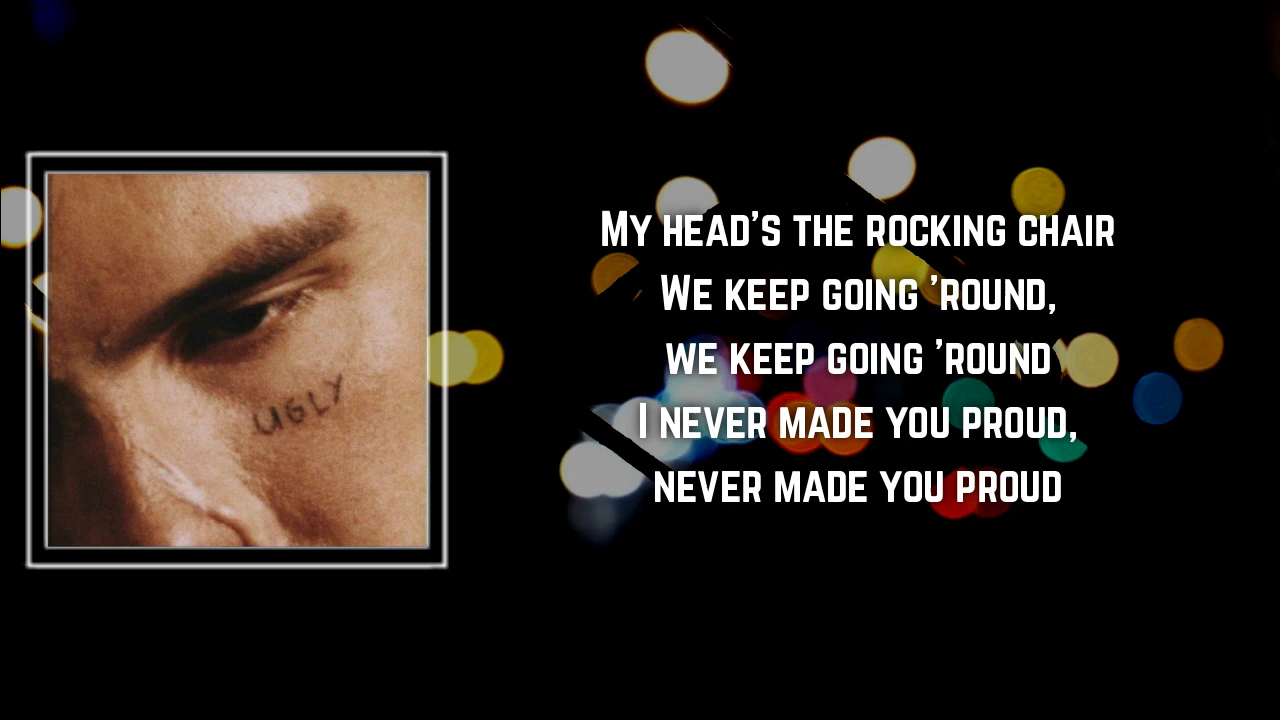 UGLY
My head's the rocking chair
We keep going 'round,
we keep going 'round
I never made you proud,
never made you proud